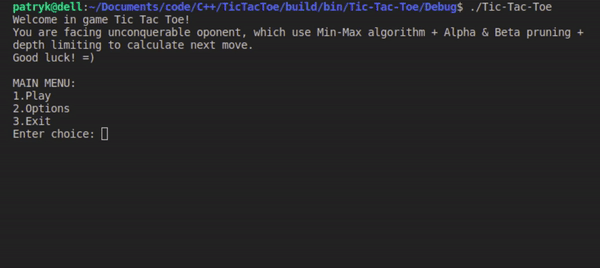 patryk@dell:~/Documents/code/C++/TicTacToe/build/bin/Tic-Tac-Toe/Debug$ ./Tic-Tac-Toe
Welcome in game Tic Tac Toe!
You are facing unconquerable oponent, which use Min-Max algorithm + Alpha & Beta pruning +
depth limiting to calculate next move.
Good luck! =)
MAIN MENU:
1.Play
2.Options
3.Exit
Enter choice: